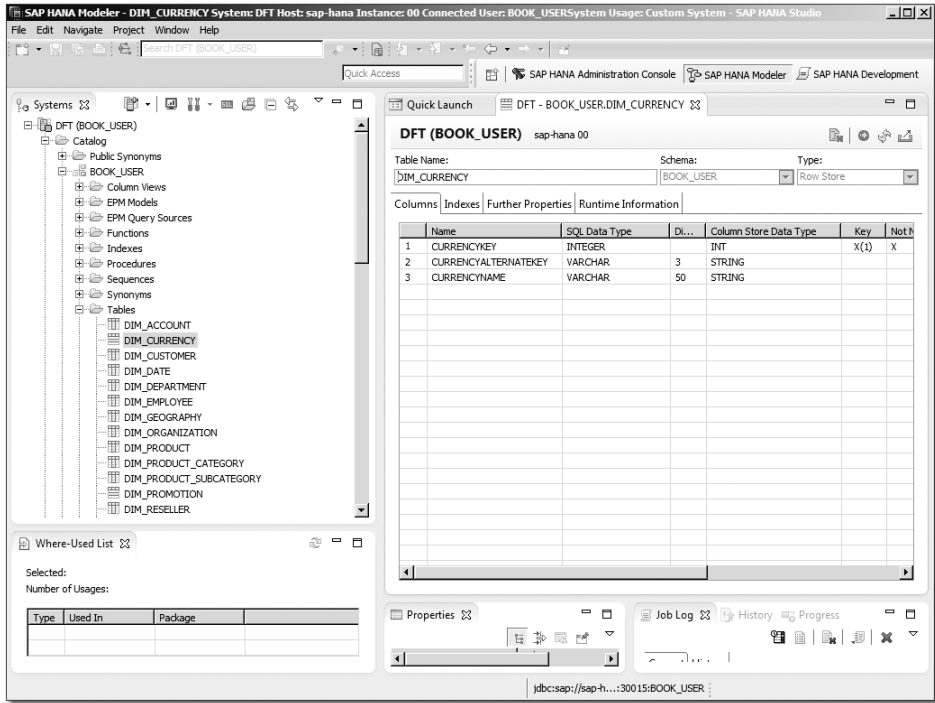 SAP HANA Modeler - DIM_CURRENCY System: DFT Host: sap-hana Instance: 00 Connected User: BOOK_USERSystem Usage: Custom System - SAP HANA Studio
File Edit Navigate Project Window Help
Search DFT (BOOK_USER)
Quick Access
SAP HANA Administration Console SAP HANA Modeler SAP HANA Development
Systems
DFT (BOOK_USER)
Catalog
Public Synonyms
BOOK_USER
Column Views
EPM Models
EPM Query Sources
Functions
Indexes
Procedures
Sequences
Synonyms
Tables
DIM_ACCOUNT
DIM_CURRENCY
DIM_CUSTOMER
DIM_DATE
DIM_DEPARTMENT
DIM_EMPLOYEE
DIM_GEOGRAPHY
DIM_ORGANIZATION
DIM_PRODUCT
DIM_PRODUCT_CATEGORY
DIM_PRODUCT_SUBCATEGORY
DIM_PROMOTION
DIM_RESELLER
Quick Launch DFT - BOOK_USER.DIM_CURRENCY
DFT (BOOK_USER) sap-hana 00
Table Name: Schema: Type:
DIM_CURRENCY BOOK_USER Row Store
Columns Indexes Further Properties Runtime Information
Name SQL Data Type Di... Column Store Data Type Key Not N
1 CURRENCYKEY INTEGER INT X(1) X
2 CURRENCYALTERNATEKEY VARCHAR 3 STRING
3 CURRENCYNAME VARCHAR 50 STRING
Where-Used List
Selected:
Number of Usages:
Type Used In Package
Properties
Job Log History Progress
jdbc:sap://sap-h...:30015:BOOK_USER